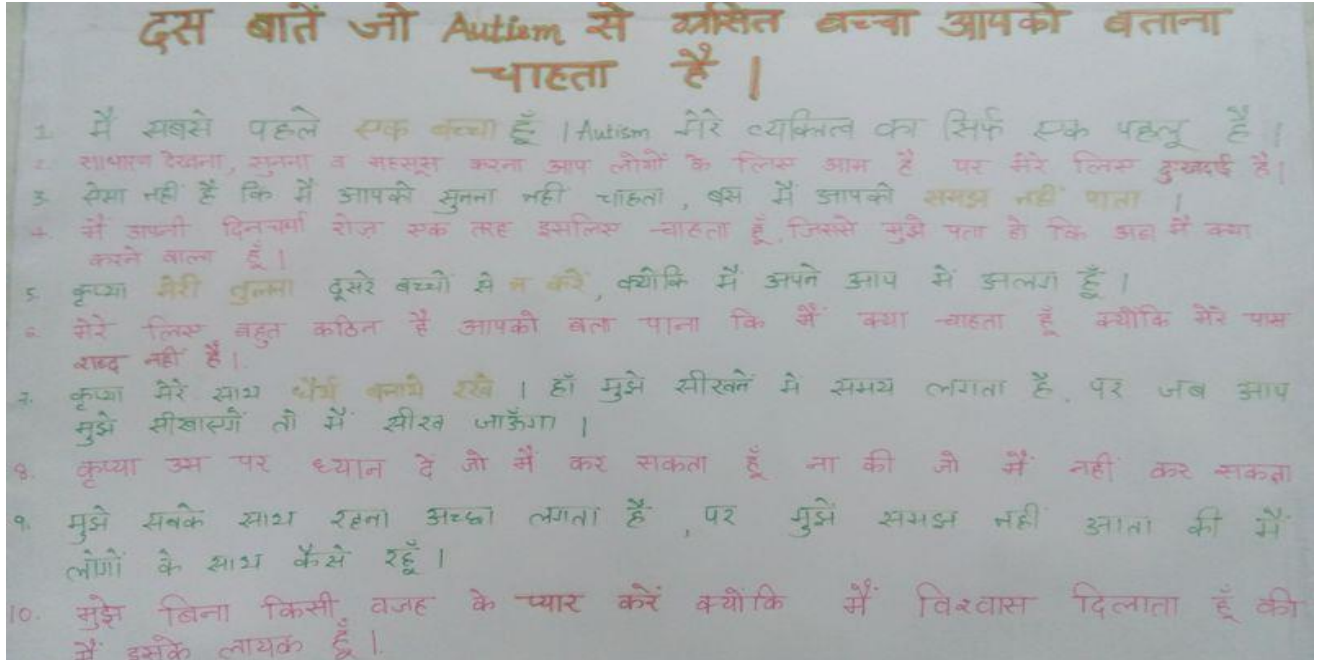 दस बातें जो Autism से ग्रसित बच्चा आपको बताना
चाहता है |
1. मैं सबसे पहले एक बच्चा हूँ | Autism मेरे व्यक्तित्व का सिर्फ एक पहलू है |
2. साधारण देखना, सुनना व महसूस करना आप लोगों के लिए आम है पर मेरे लिए दुःखदाई है |
3. ऐसा नहीं है कि मैं आपको सुनना नहीं चाहता, बस मैं आपको समझ नहीं पाता |
4. मैं अपनी दिनचर्या रोज़ एक तरह इसलिए चाहता हूँ, जिससे मुझे पता हो कि अब मैं क्या
करने वाला हूँ |
5. कृप्या मेरी तुलना दूसरे बच्चों से न करें, क्योंकि मैं अपने आप में अलग हूँ |
6. मेरे लिए बहुत कठिन है आपको बता पाना कि मैं क्या चाहता हूँ क्योंकि मेरे पास
शब्द नहीं है |
7. कृप्या मेरे साथ धैर्य बनाये रखें | हाँ मुझे सीखने में समय लगता है, पर जब आप
मुझे सीखाएगें तो मैं सीख जाऊँगा |
8. कृप्या उस पर ध्यान दें जो मैं कर सकता हूँ ना की जो मैं नहीं कर सकता
9. मुझे सबके साथ रहना अच्छा लगता है, पर मुझे समझ नहीं आता की मैं
लोगों के साथ कैसे रहूँ |
10. मुझे बिना किसी वजह के प्यार करें क्योंकि मैं विश्वास दिलाता हूँ की
मैं इसके लायक हूँ |